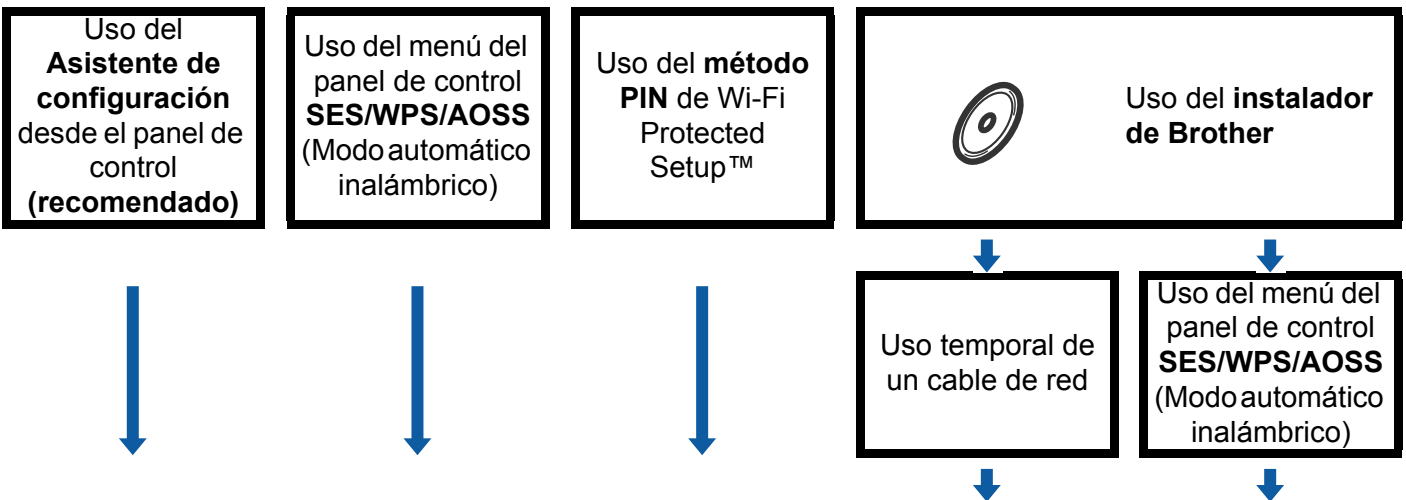 Uso del
Asistente de
configuración
desde el panel de
control
(recomendado)
Uso del menú del
panel de control
SES/WPS/AOSS
(Modo automático
inalámbrico)
Uso del método
PIN de Wi-Fi
Protected
Setup™
Uso del instalador
de Brother
Uso temporal de
un cable de red
Uso del menú del
panel de control
SES/WPS/AOSS
(Modo automático
inalámbrico)